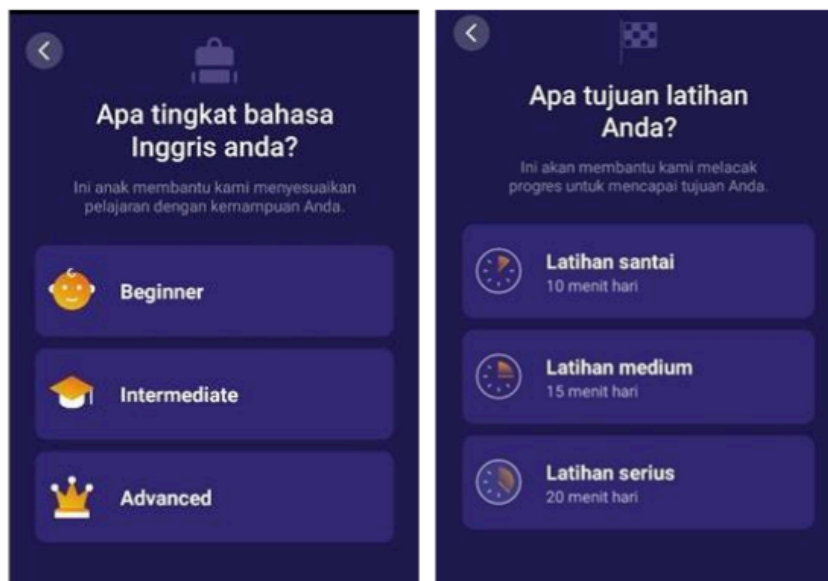 Apa tingkat bahasa
Inggris anda?
Ini anak membantu kami menyesuaikan
pelajaran dengan kemampuan Anda.
Beginner
Intermediate
Advanced
Apa tujuan latihan
Anda?
Ini akan membantu kami melacak
progres untuk mencapai tujuan Anda.
Latihan santai
10 menit hari
Latihan medium
15 menit hari
Latihan serius
20 menit hari